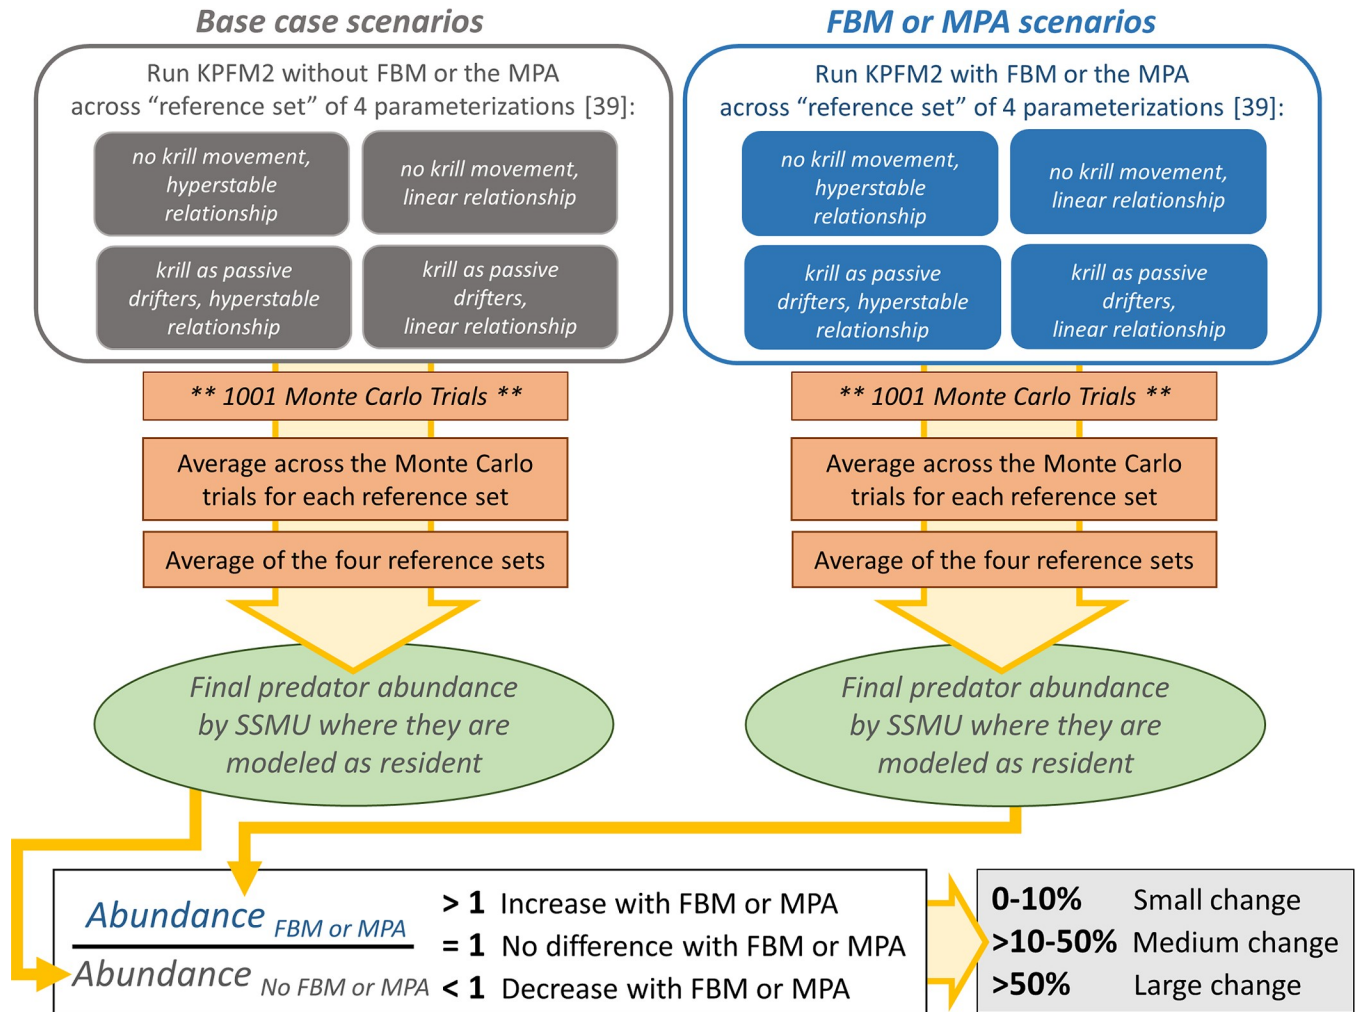 Base case scenarios
Run KPFM2 without FBM or the MPA
across “reference set” of 4 parameterizations [39]:
no krill movement,
hyperstable
relationship
no krill movement,
linear relationship
krill as passive
drifters, hyperstable
relationship
krill as passive
drifters,
linear relationship
** 1001 Monte Carlo Trials **
Average across the Monte Carlo
trials for each reference set
Average of the four reference sets
Final predator abundance
by SSMU where they are
modeled as resident
FBM or MPA scenarios
Run KPFM2 with FBM or the MPA
across “reference set” of 4 parameterizations [39]:
no krill movement,
hyperstable
relationship
no krill movement,
linear relationship
krill as passive
drifters, hyperstable
relationship
krill as passive
drifters,
linear relationship
** 1001 Monte Carlo Trials **
Average across the Monte Carlo
trials for each reference set
Average of the four reference sets
Final predator abundance
by SSMU where they are
modeled as resident
Abundance FBM or MPA
Abundance No FBM or MPA
> 1 Increase with FBM or MPA
= 1 No difference with FBM or MPA
< 1 Decrease with FBM or MPA
0-10% Small change
>10-50% Medium change
>50% Large change